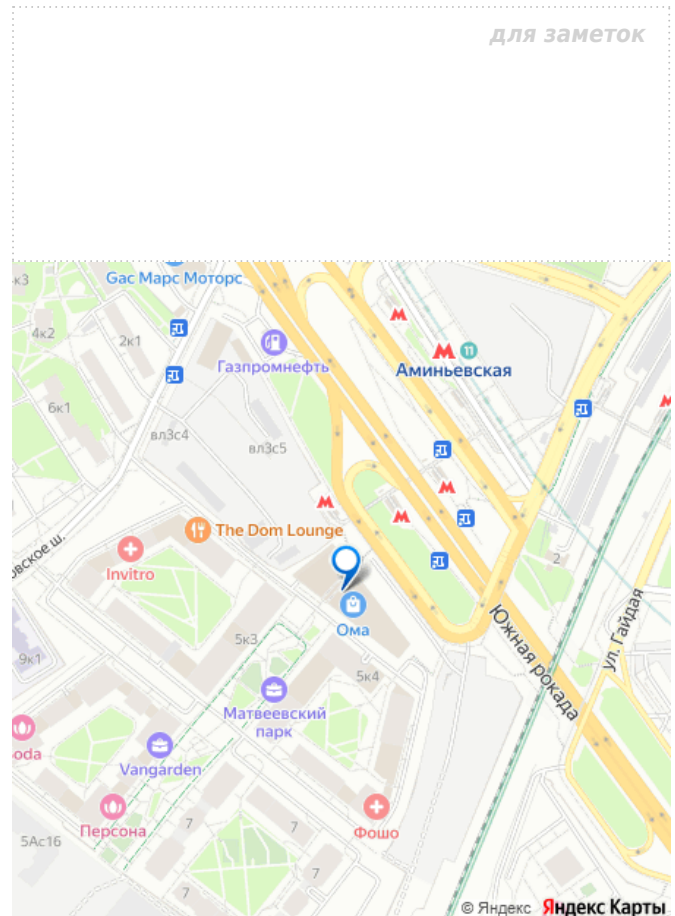 для заметок
к3
Gac Марс Моторс
4к2
2к1
11
Газпромнефть
Аминьевская
6к1
вл3с4
вл3с5
The Dom Lounge
вское ш.
Invitro
2
Ома
ул. Гайдая
5к3
9к1
5к4
Южная рокада
Матвеевский
парк
oda
Vangarden
Персона
7
7
Фошо
5Ас16
7
7
© Яндекс Яндекс Карты